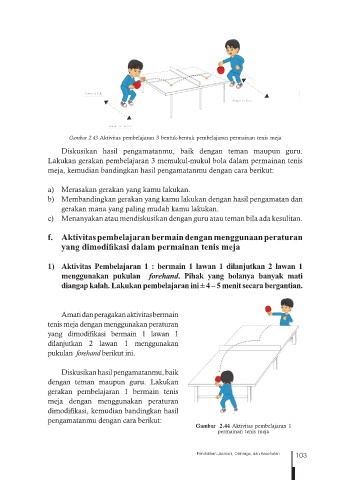 Gambar 2.43 Aktivitas pembelajaran 3 bentuk-bentuk pembelajaran permainan tenis meja
Diskusikan hasil pengamatanmu, baik dengan teman maupun guru.
Lakukan gerakan pembelajaran 3 memukul-mukul bola dalam permainan tenis
meja, kemudian bandingkan hasil pengamatanmu dengan cara berikut:
a) Merasakan gerakan yang kamu lakukan.
b) Membandingkan gerakan yang kamu lakukan dengan hasil pengamatan dan
gerakan mana yang paling mudah kamu lakukan.
c) Menanyakan atau mendiskusikan dengan guru atau teman bila ada kesulitan.
f. Aktivitas pembelajaran bermain dengan menggunaan peraturan
yang dimodifikasi dalam permainan tenis meja
1) Aktivitas Pembelajaran 1 : bermain 1 lawan 1 dilanjutkan 2 lawan 1
menggunakan pukulan forehand. Pihak yang bolanya banyak mati
diangap kalah. Lakukan pembelajaran ini ± 4 – 5 menit secara bergantian.
Amati dan peragakan aktivitas bermain
tenis meja dengan menggunakan peraturan
yang dimodifikasi bermain 1 lawan 1
dilanjutkan 2 lawan 1 menggunakan
pukulan forehand berikut ini.
Diskusikan hasil pengamatanmu, baik
dengan teman maupun guru. Lakukan
gerakan pembelajaran 1 bermain tenis
meja dengan menggunakan peraturan
dimodifikasi, kemudian bandingkan hasil
pengamatanmu dengan cara berikut:
Gambar 2.44 Aktivitas pembelajaran 1
permainan tenis meja
Pendidikan Jasmani, Olahraga, dan Kesehatan 103